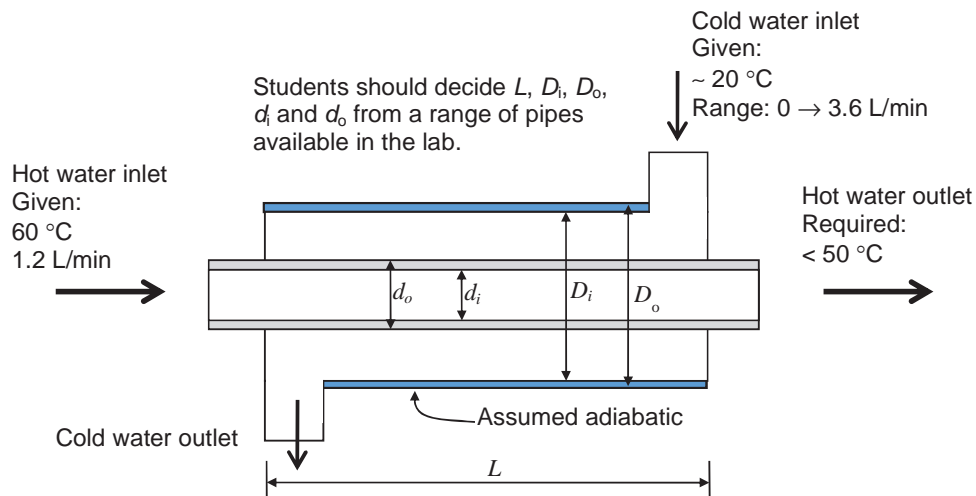 Cold water inlet
Given:
~ 20 °C
Range: 0 → 3.6 L/min
Students should decide L, Di, Do,
di and do from a range of pipes
available in the lab.
Hot water inlet
Given:
60 °C
1.2 L/min
Hot water outlet
Required:
< 50 °C
do
di
Di
Do
Assumed adiabatic
Cold water outlet
L